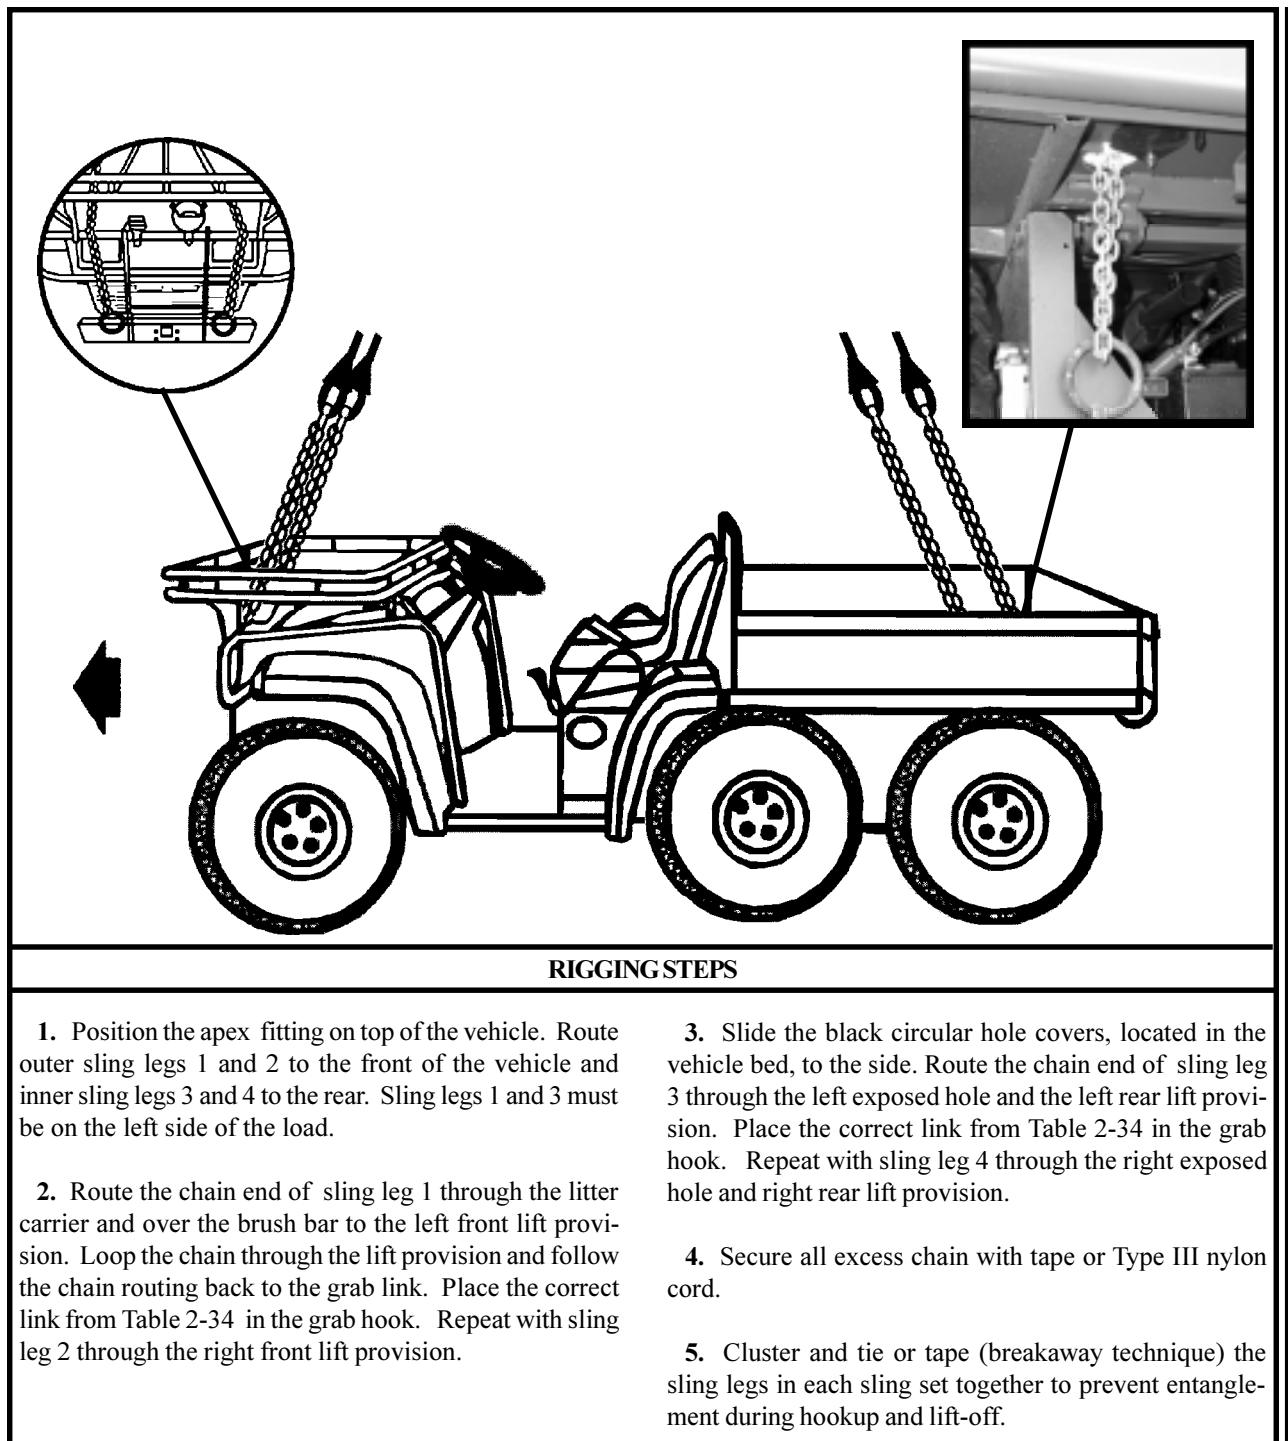 RIGGING STEPS
1. Position the apex fitting on top of the vehicle. Route
outer sling legs 1 and 2 to the front of the vehicle and
inner sling legs 3 and 4 to the rear. Sling legs 1 and 3 must
be on the left side of the load.
2. Route the chain end of sling leg 1 through the litter
carrier and over the brush bar to the left front lift provi-
sion. Loop the chain through the lift provision and follow
the chain routing back to the grab link. Place the correct
link from Table 2-34 in the grab hook. Repeat with sling
leg 2 through the right front lift provision.
3. Slide the black circular hole covers, located in the
vehicle bed, to the side. Route the chain end of sling leg
3 through the left exposed hole and the left rear lift provi-
sion. Place the correct link from Table 2-34 in the grab
hook. Repeat with sling leg 4 through the right exposed
hole and right rear lift provision.
4. Secure all excess chain with tape or Type III nylon
cord.
5. Cluster and tie or tape (breakaway technique) the
sling legs in each sling set together to prevent entangle-
ment during hookup and lift-off.